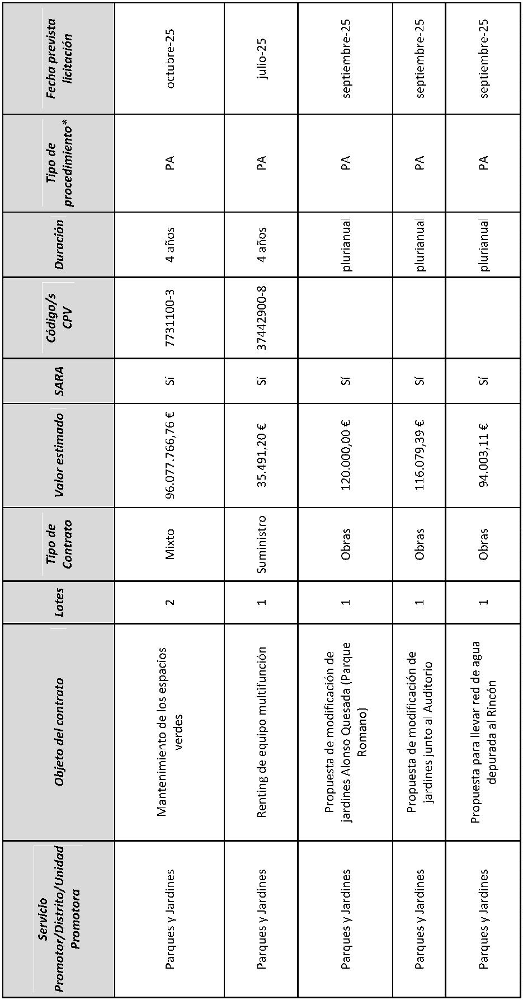 Servicio
Promotor/Distrito/Unidad
Promotora
Objeto del contrato
Lotes
Tipo de
Contrato
Valor estimado
SARA
Código/s
CPV
Duración
Tipo de
procedimiento*
Fecha prevista
licitación
Parques y Jardines
Mantenimiento de los espacios
verdes
2
Mixto
96.077.766,76 €
Sí
7731100-3
4 años
PA
octubre-25
Parques y Jardines
Renting de equipo multifunción
1
Suministro
35.491,20 €
Sí
37442900-8
4 años
PA
julio-25
Parques y Jardines
Propuesta de modificación de
jardines Alonso Quesada (Parque
Romano)
1
Obras
120.000,00 €
Sí
plurianual
PA
septiembre-25
Parques y Jardines
Propuesta de modificación de
jardines junto al Auditorio
1
Obras
116.079,39 €
Sí
plurianual
PA
septiembre-25
Parques y Jardines
Propuesta para llevar red de agua
depurada al Rincón
1
Obras
94.003,11 €
Sí
plurianual
PA
septiembre-25